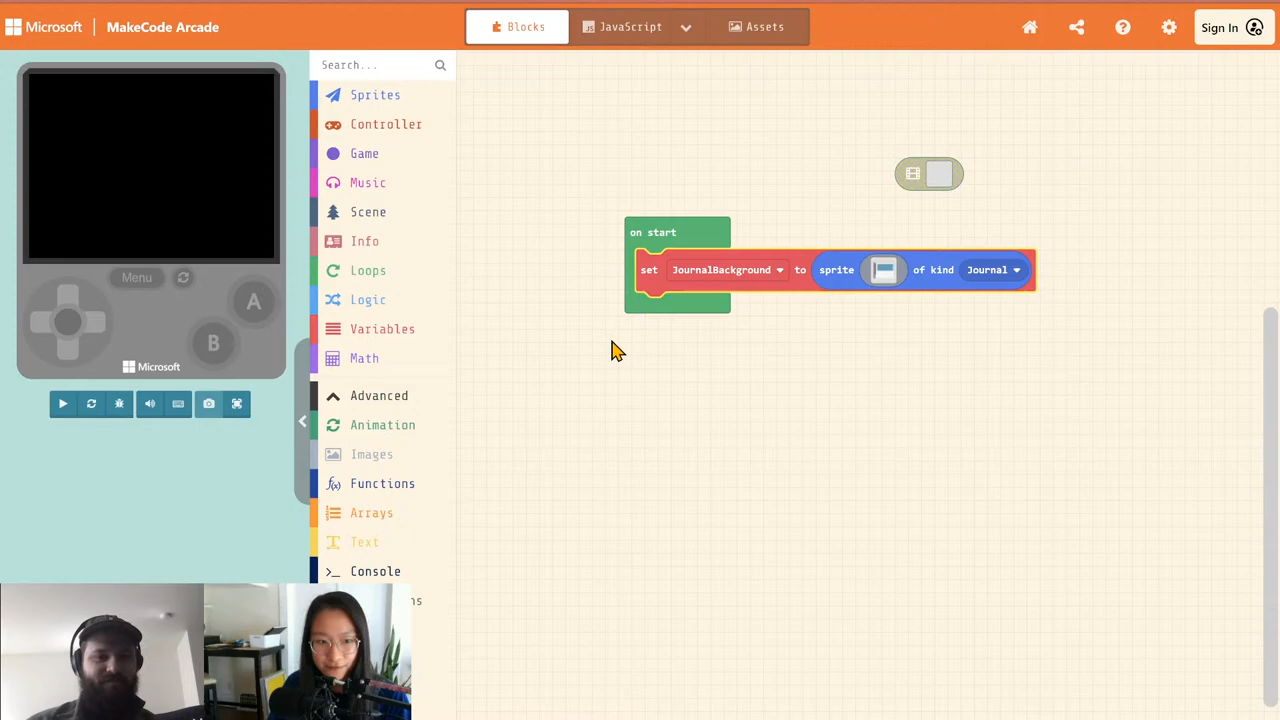 Microsoft MakeCode Arcade Blocks JavaScript Assets Sign In
Search...
Sprites
Controller
Game
Music
Scene
Info
Loops
Logic
Variables
Math
Advanced
Animation
Images
Functions
Arrays
Text
Console
ns
Menu
A
B
Microsoft
on start
set JournalBackground to sprite of kind Journal